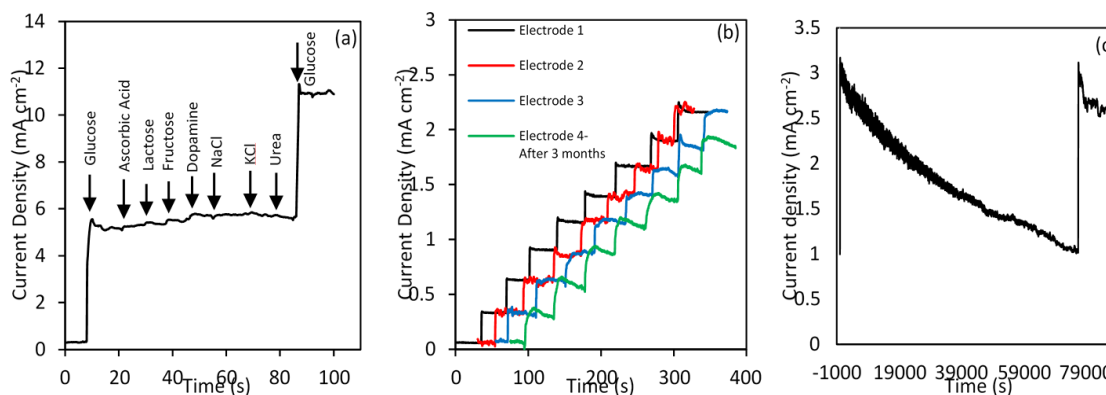 (a)
Current Density (mA cm-2)
14
12
10
8
6
4
2
0
Glucose
Ascorbic Acid
Lactose
Fructose
Dopamine
NaCl
KCl
Urea
Glucose
0 20 40 60 80 100
Time (s)
(b)
Current Density (mA cm-2)
3
2.5
2
1.5
1
0.5
0
Electrode 1
Electrode 2
Electrode 3
Electrode 4-
After 3 months
0 100 200 300 400
Time (s)
Current density (mA cm-2)
3.5
3
2.5
2
1.5
1
0.5
0
-1000 19000 39000 59000 79000
Time (s)